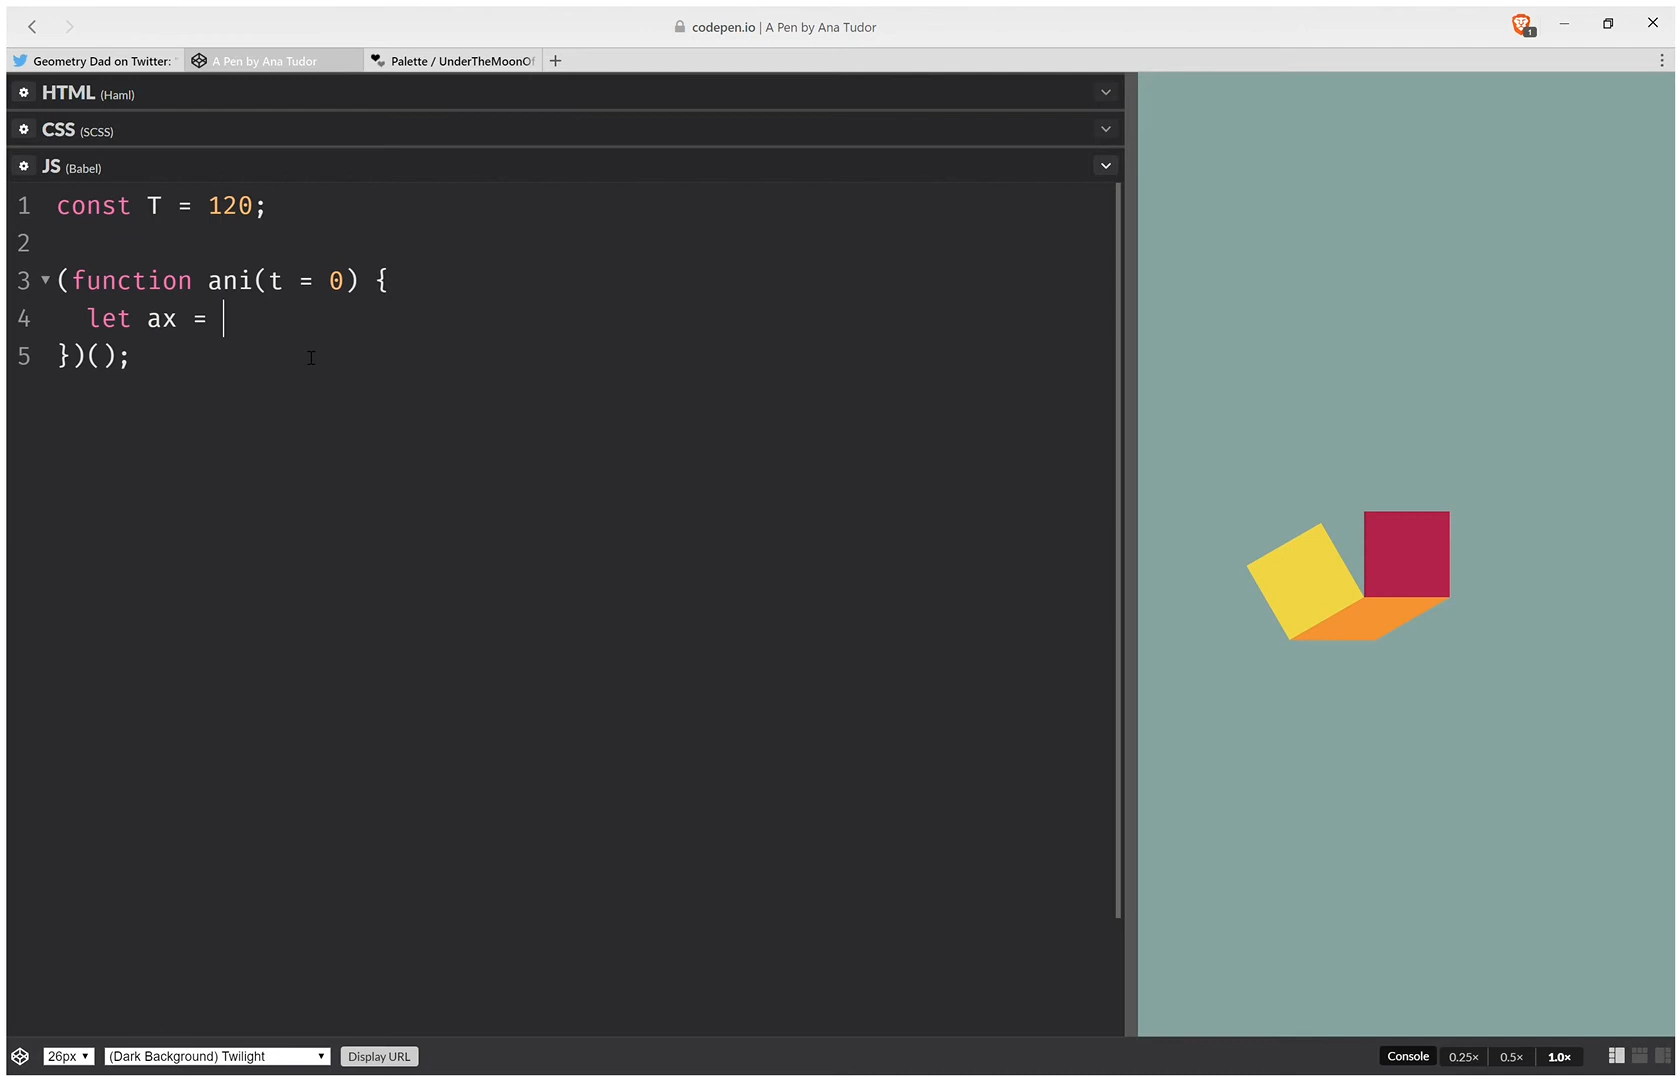 codepen.io | A Pen by Ana Tudor
1
Geometry Dad on Twitter: "
A Pen by Ana Tudor
Palette / UnderTheMoonOf
HTML (Haml)
CSS (SCSS)
JS (Babel)
1 const T = 120;
2
3 (function ani(t = 0) {
4 let ax =
5 })();
26px
(Dark Background) Twilight
Display URL
Console 0.25× 0.5× 1.0×